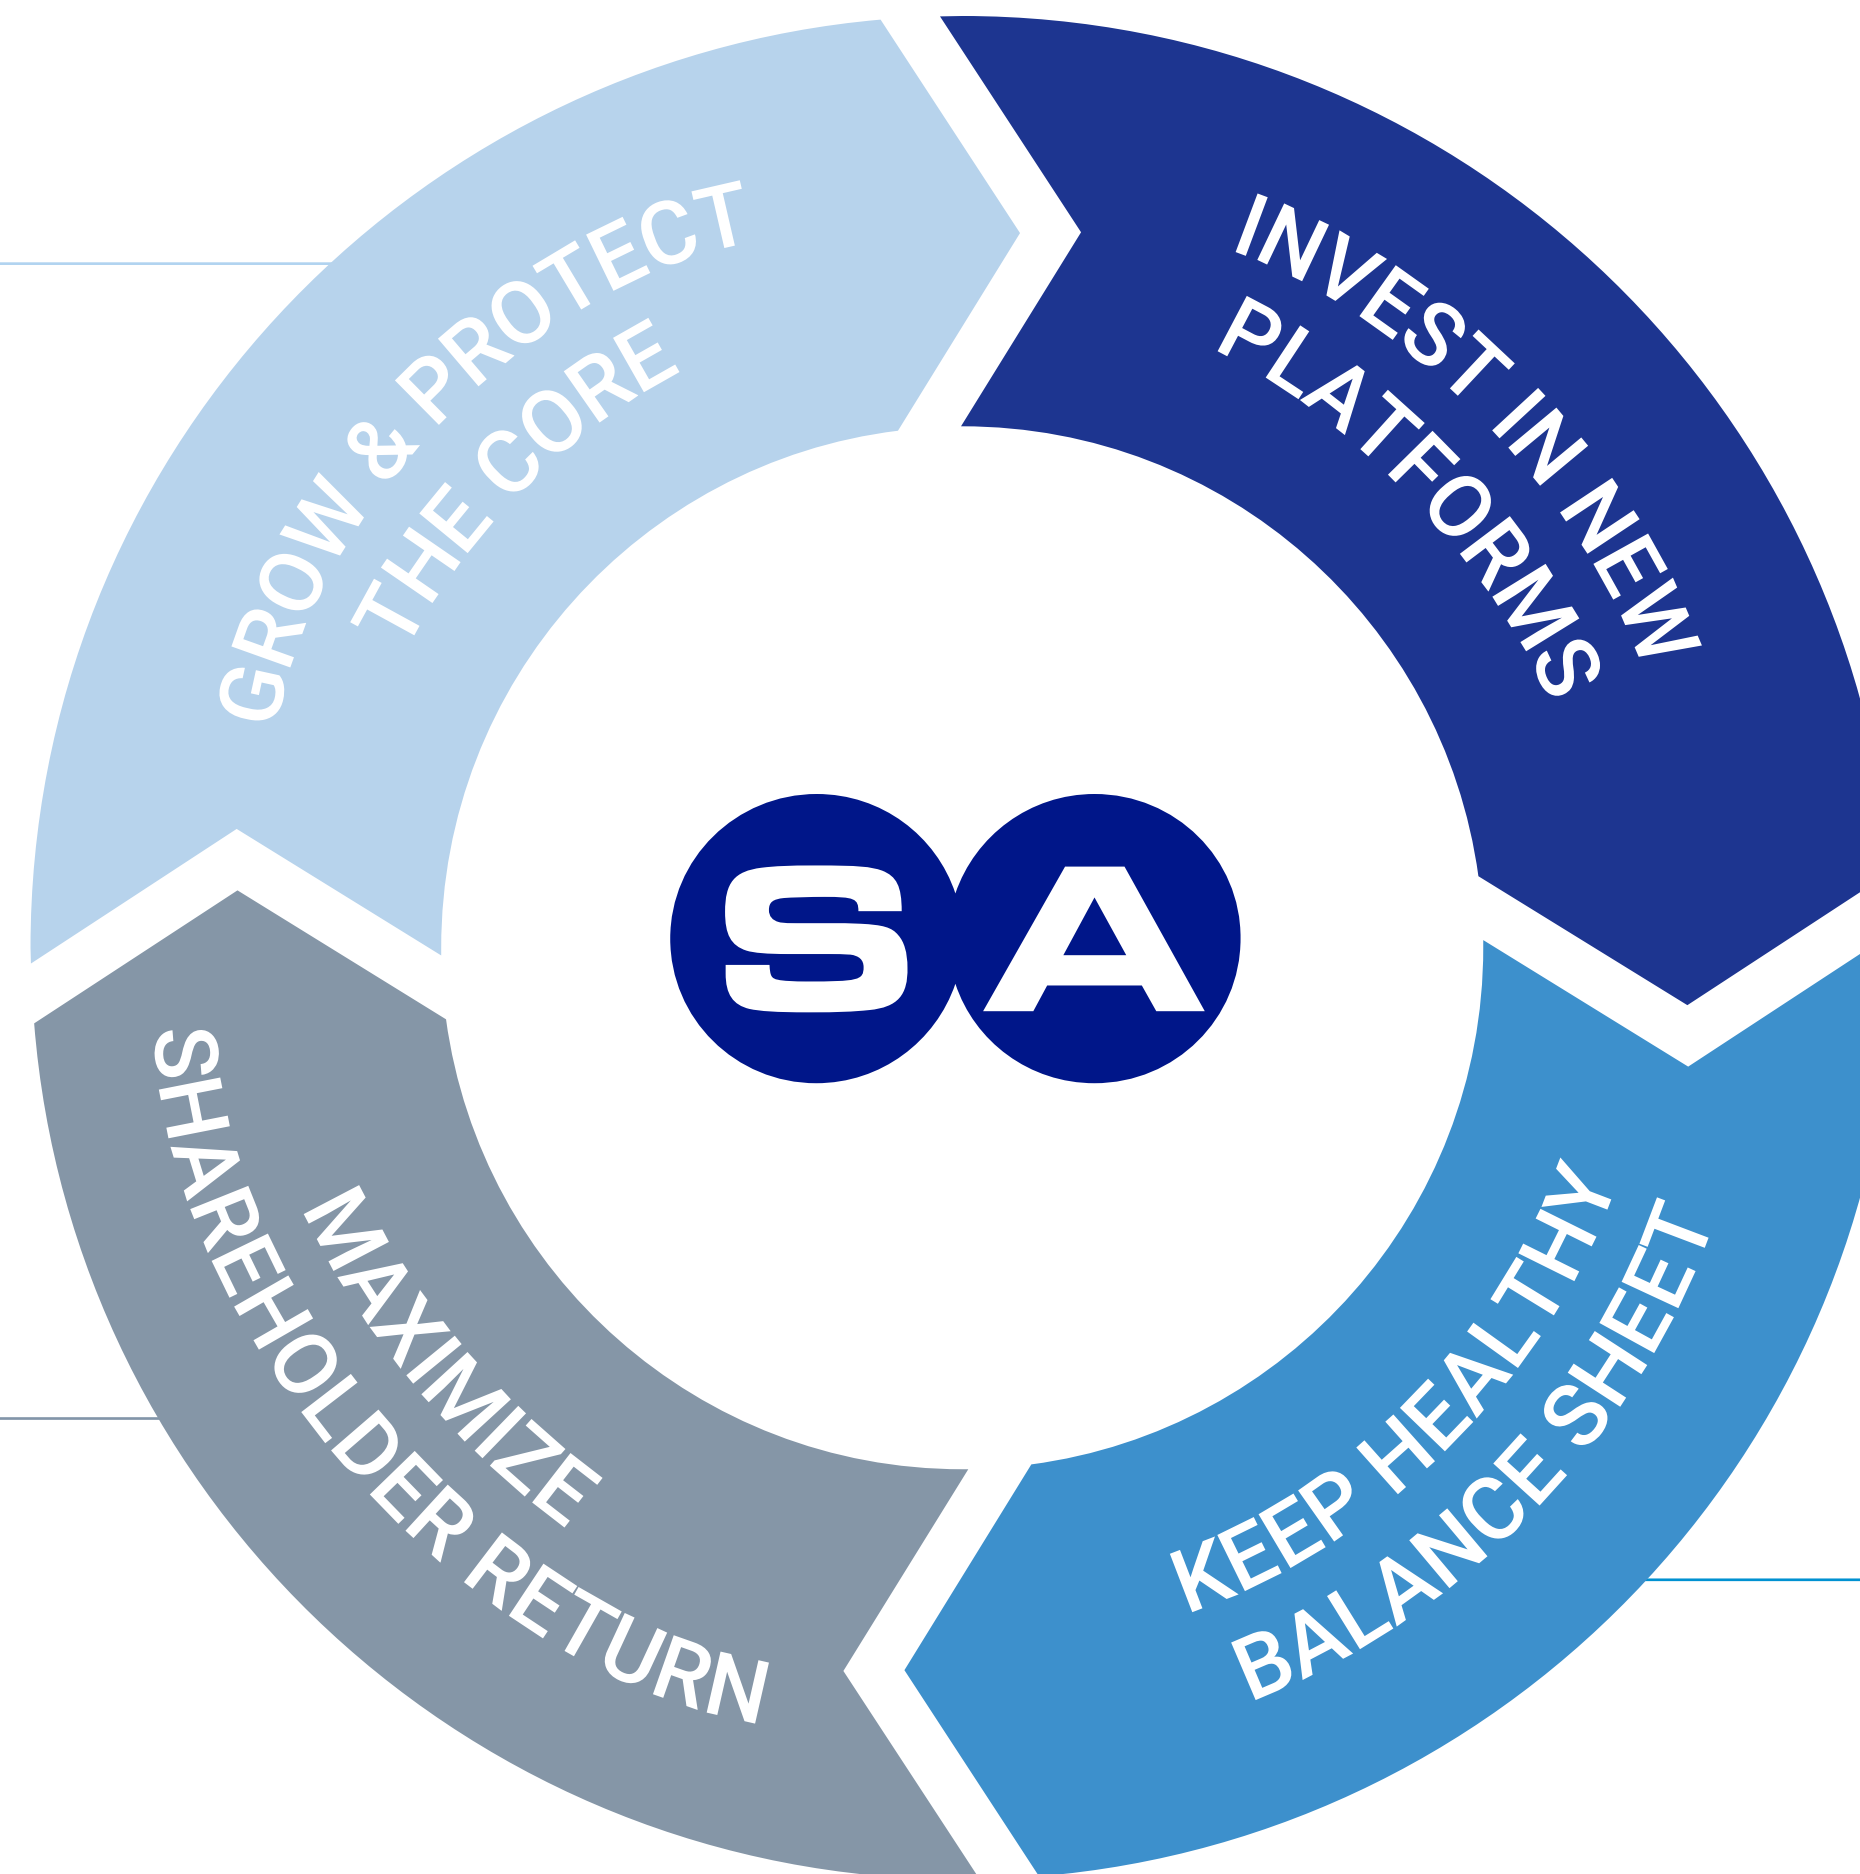 GROW & PROTECT
THE CORE
INVEST IN NEW
PLATFORMS
SA
MAXIMIZE
SHAREHOLDER RETURN
KEEP HEALTHY
BALANCE SHEET